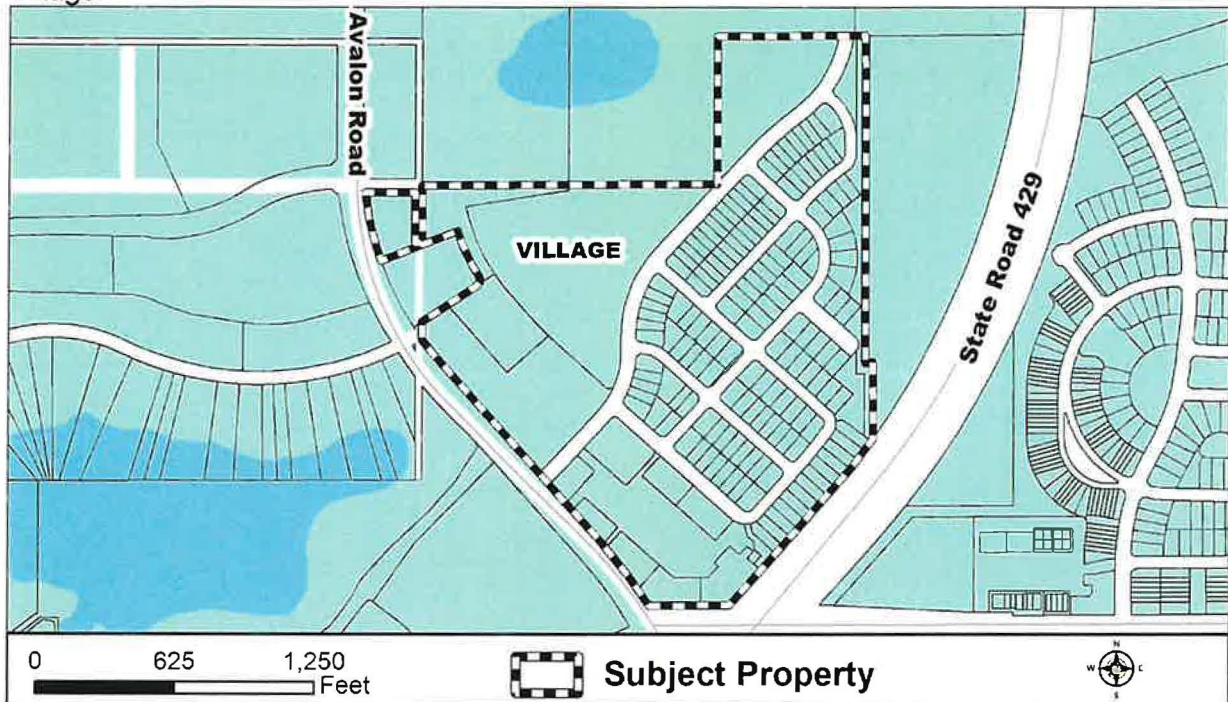 Avalon Road
VILLAGE
State Road 429
0 625 1,250
Feet
Subject Property
N
W
S